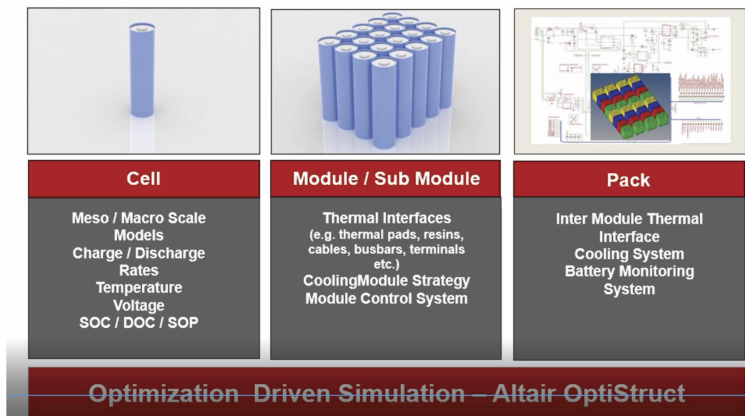 Cell
Meso / Macro Scale
Models
Charge / Discharge
Rates
Temperature
Voltage
SOC / DOC / SOP
Module / Sub Module
Thermal Interfaces
(e.g. thermal pads, resins,
cables, busbars, terminals
etc.)
CoolingModule Strategy
Module Control System
Pack
Inter Module Thermal
Interface
Cooling System
Battery Monitoring
System
Optimization Driven Simulation – Altair OptiStruct